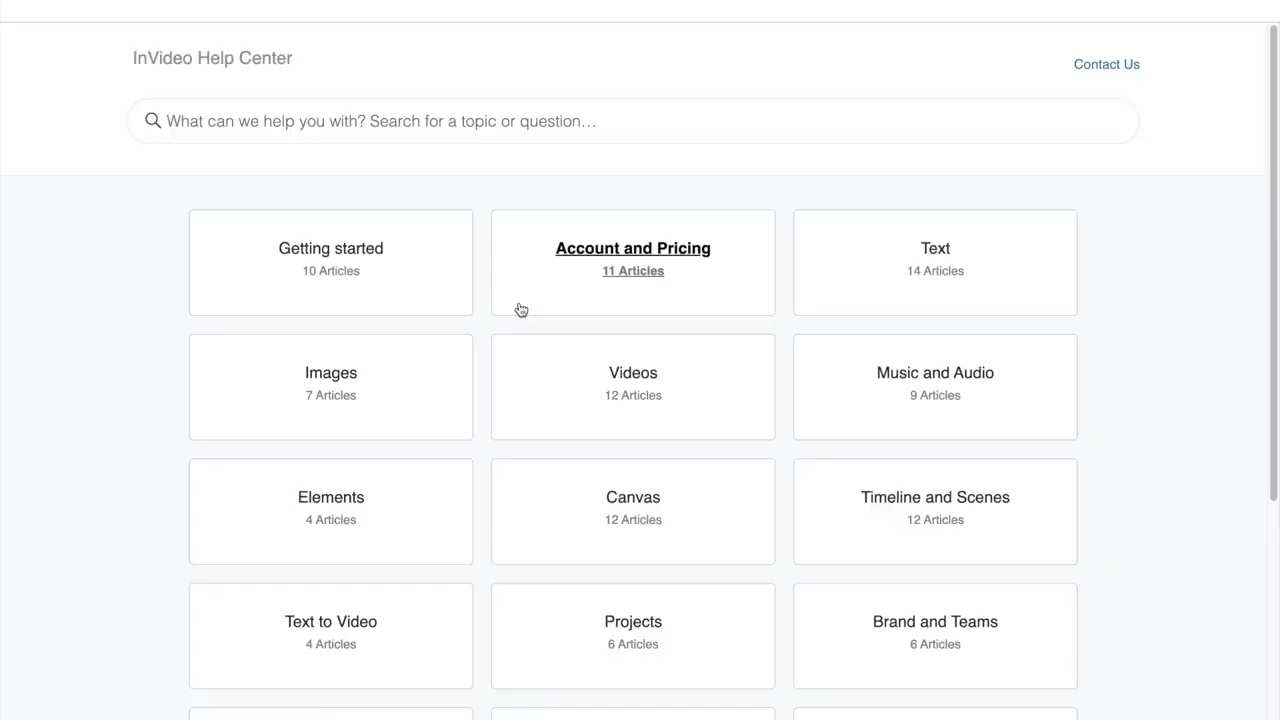 InVideo Help Center
Contact Us
What can we help you with? Search for a topic or question…
Getting started
10 Articles
Account and Pricing
11 Articles
Text
14 Articles
Images
7 Articles
Videos
12 Articles
Music and Audio
9 Articles
Elements
4 Articles
Canvas
12 Articles
Timeline and Scenes
12 Articles
Text to Video
4 Articles
Projects
6 Articles
Brand and Teams
6 Articles